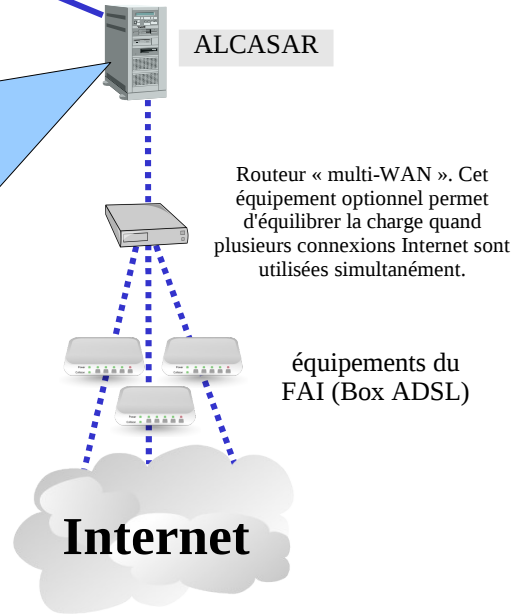 ALCASAR
Routeur « multi-WAN ». Cet
équipement optionnel permet
d'équilibrer la charge quand
plusieurs connexions Internet sont
utilisées simultanément.
équipements du
FAI (Box ADSL)
Internet